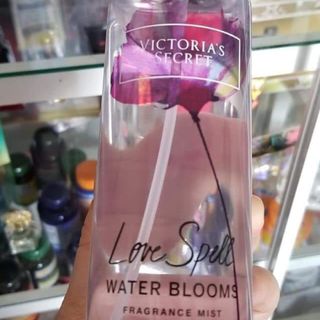 VICTORIA'S
SECRET
Love Spell
WATER BLOOMS
FRAGRANCE MIST